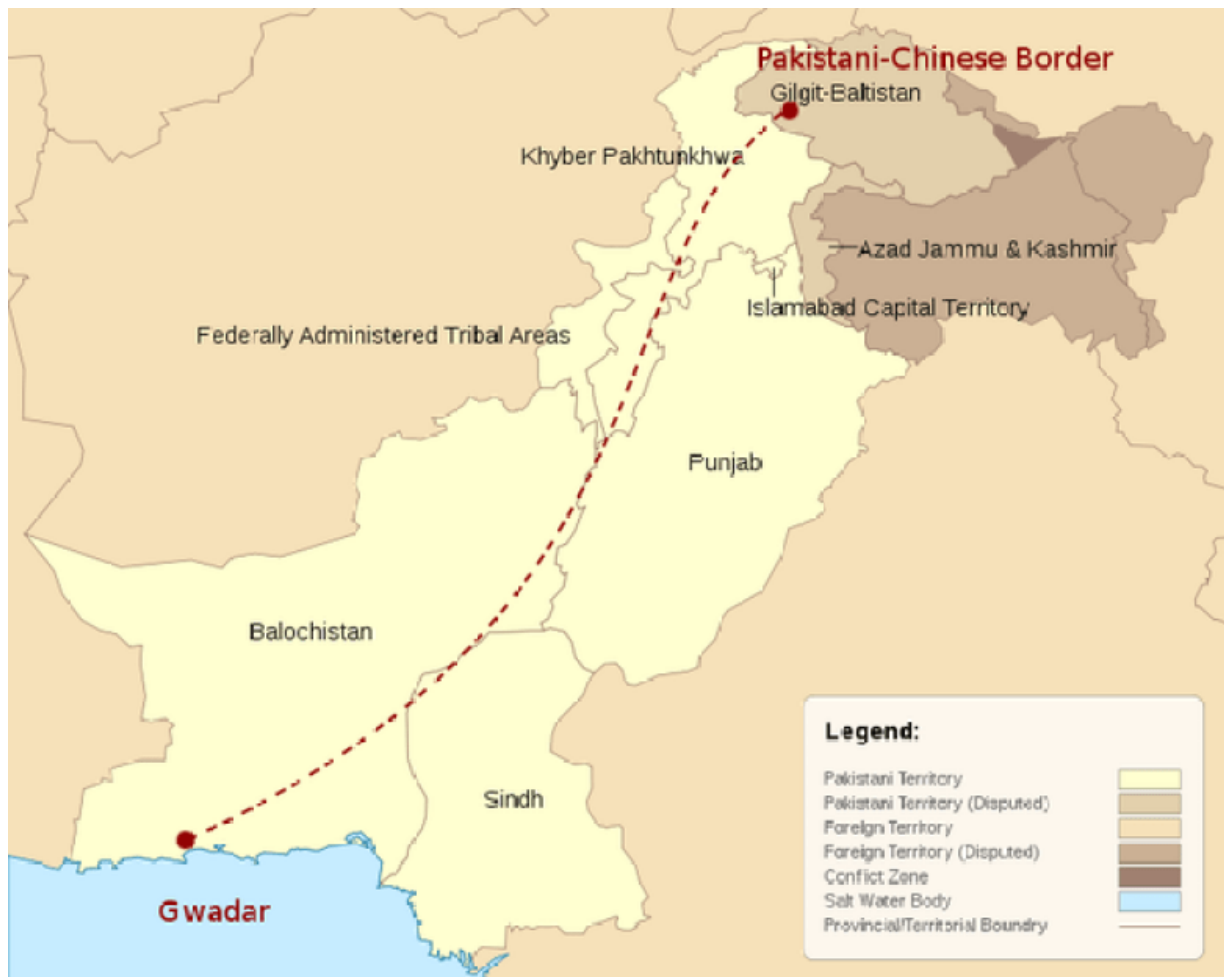 Pakistani-Chinese Border
Gilgit-Baltistan
Khyber Pakhtunkhwa
Azad Jammu & Kashmir
Islamabad Capital Territory
Federally Administered Tribal Areas
Punjab
Balochistan
Sindh
Gwadar
Legend:
Pakistani Territory
Pakistani Territory (Disputed)
Foreign Territory
Foreign Territory (Disputed)
Confict Zone
Salt Water Body
Provincial/Territorial Boundry